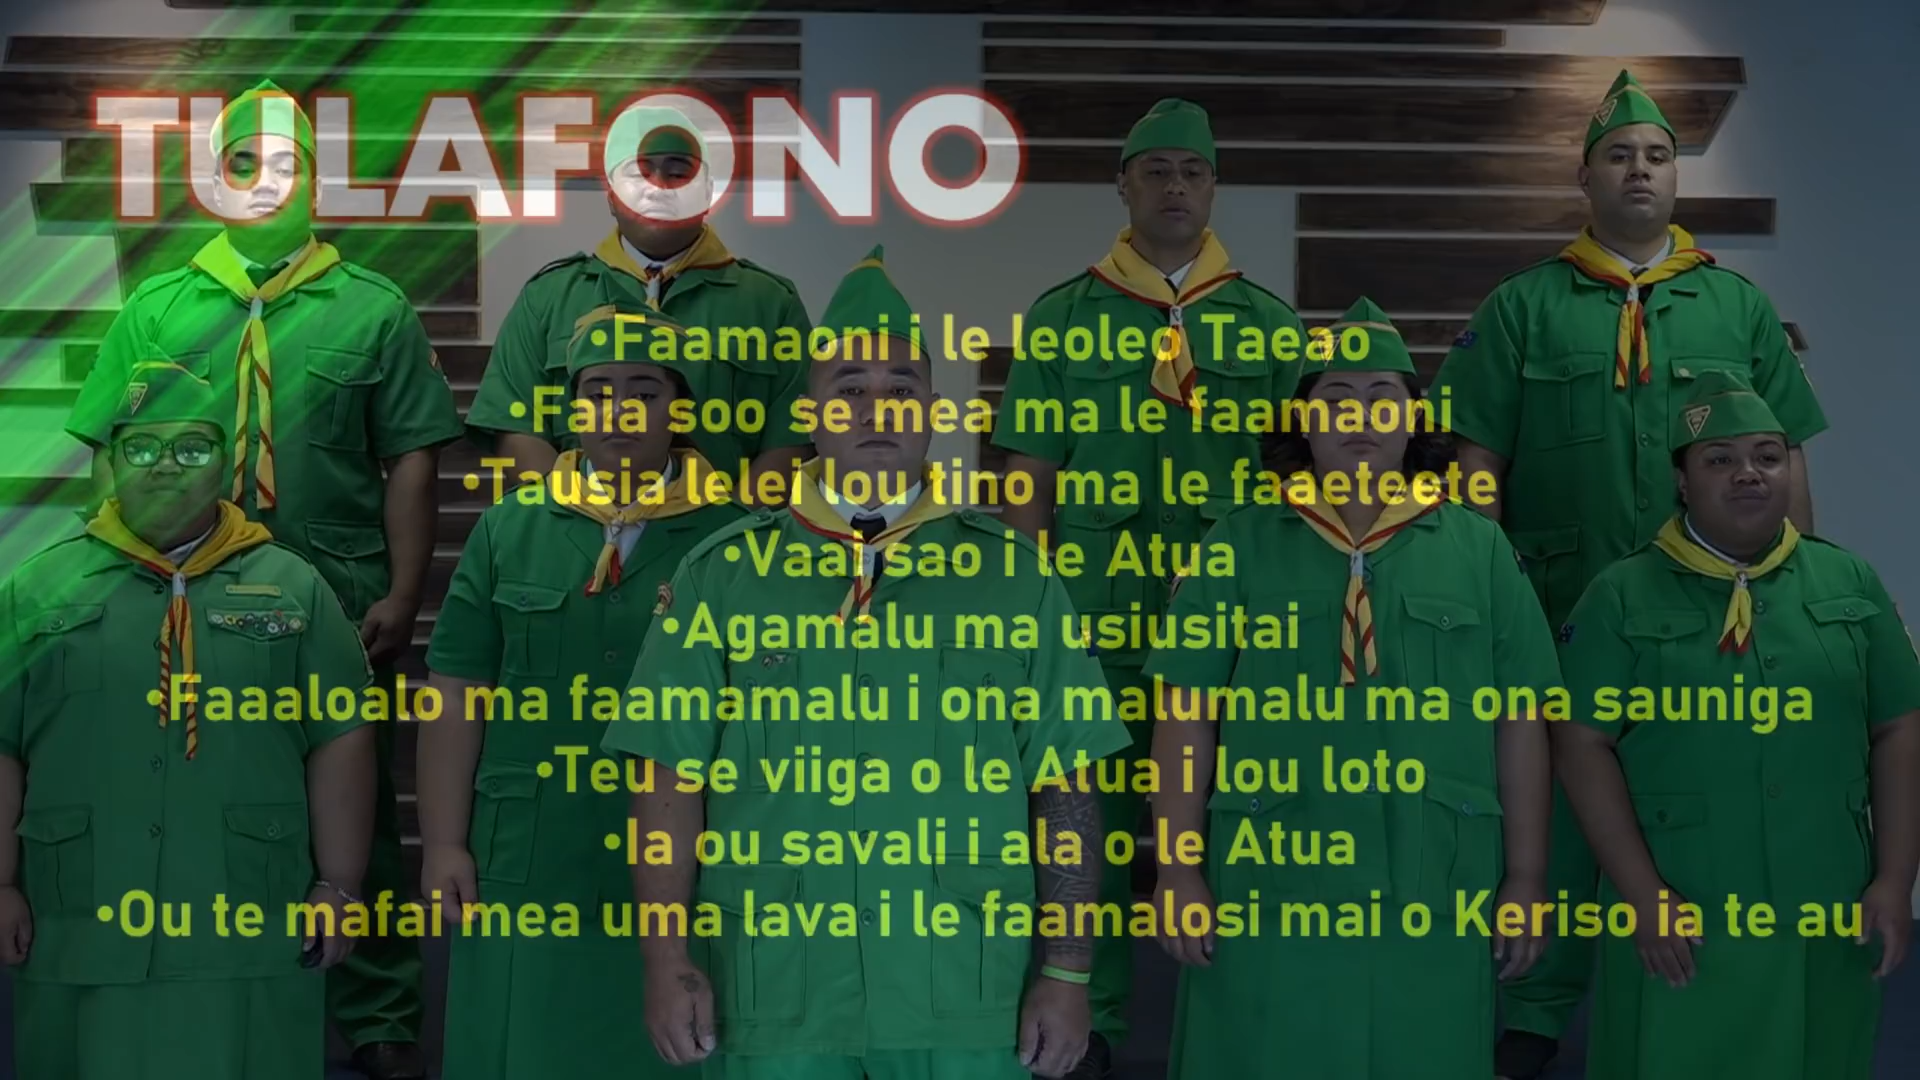 TULAFONO
•Faamaoni i le leoleo Taeao
•Faia soo se mea ma le faamaoni
•Tausia lelei lou tino ma le faaeteete
•Vaai sao i le Atua
•Agamalu ma usiusitai
•Faaaloalo ma faamamalu i ona malumalu ma ona sauniga
•Teu se viiga o le Atua i lou loto
•Ia ou savali i ala o le Atua
•Ou te mafai mea uma lava i le faamalosi mai o Keriso ia te au